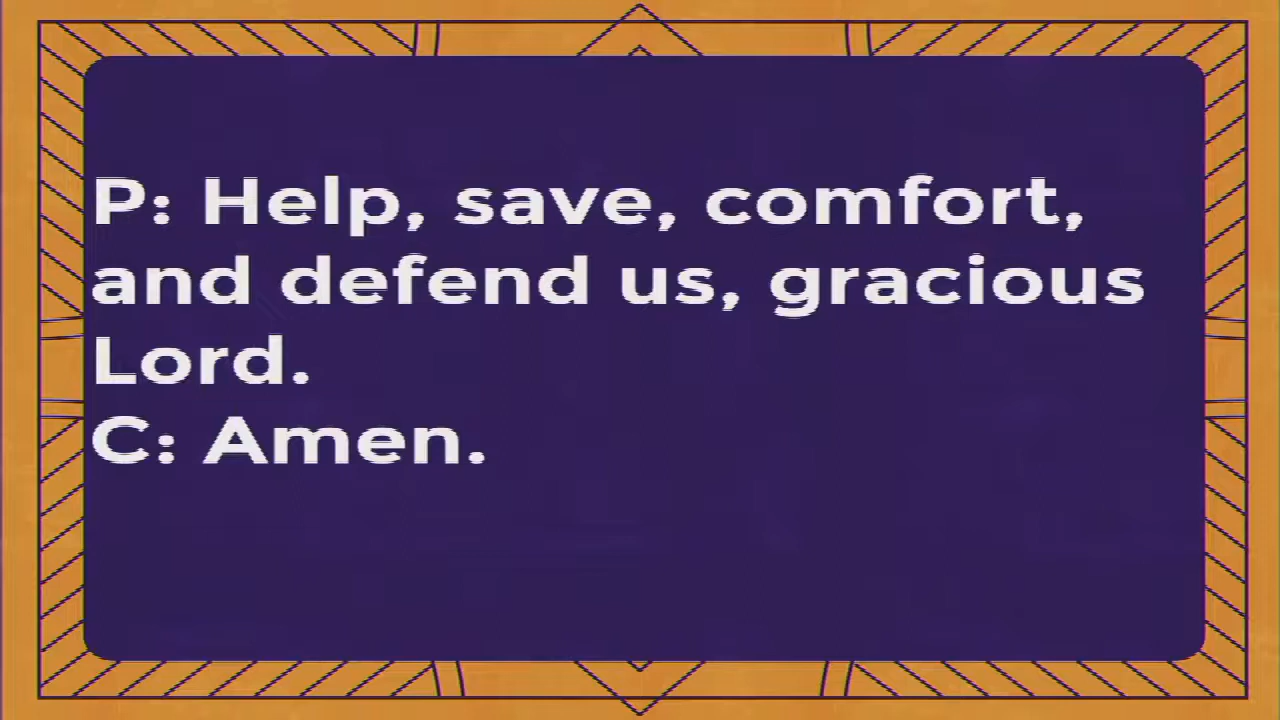 P: Help, save, comfort,
and defend us, gracious
Lord.
C: Amen.